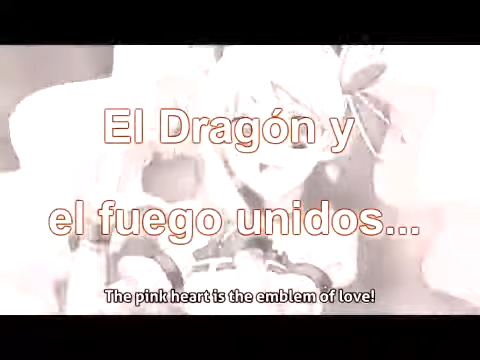 El Dragón y
el fuego unidos...
The pink heart is the emblem of love!